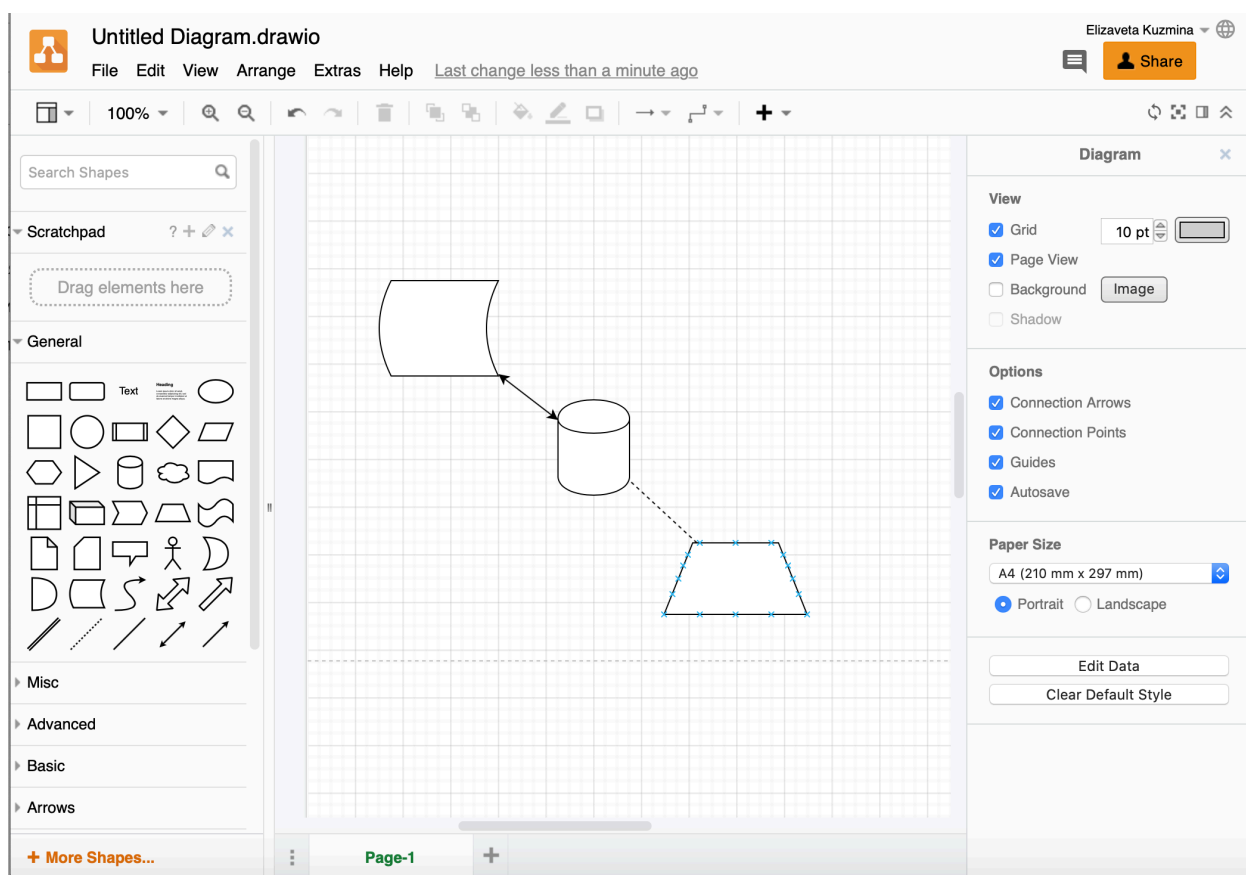 Untitled Diagram.drawio
Elizaveta Kuzmina
File Edit View Arrange Extras Help Last change less than a minute ago
Share
100%
Search Shapes
Scratchpad
?
Drag elements here
General
Text
Heading
Misc
Advanced
Basic
Arrows
+ More Shapes...
Page-1
Diagram
View
Grid 10 pt
Page View
Background Image
Shadow
Options
Connection Arrows
Connection Points
Guides
Autosave
Paper Size
A4 (210 mm x 297 mm)
Portrait Landscape
Edit Data
Clear Default Style